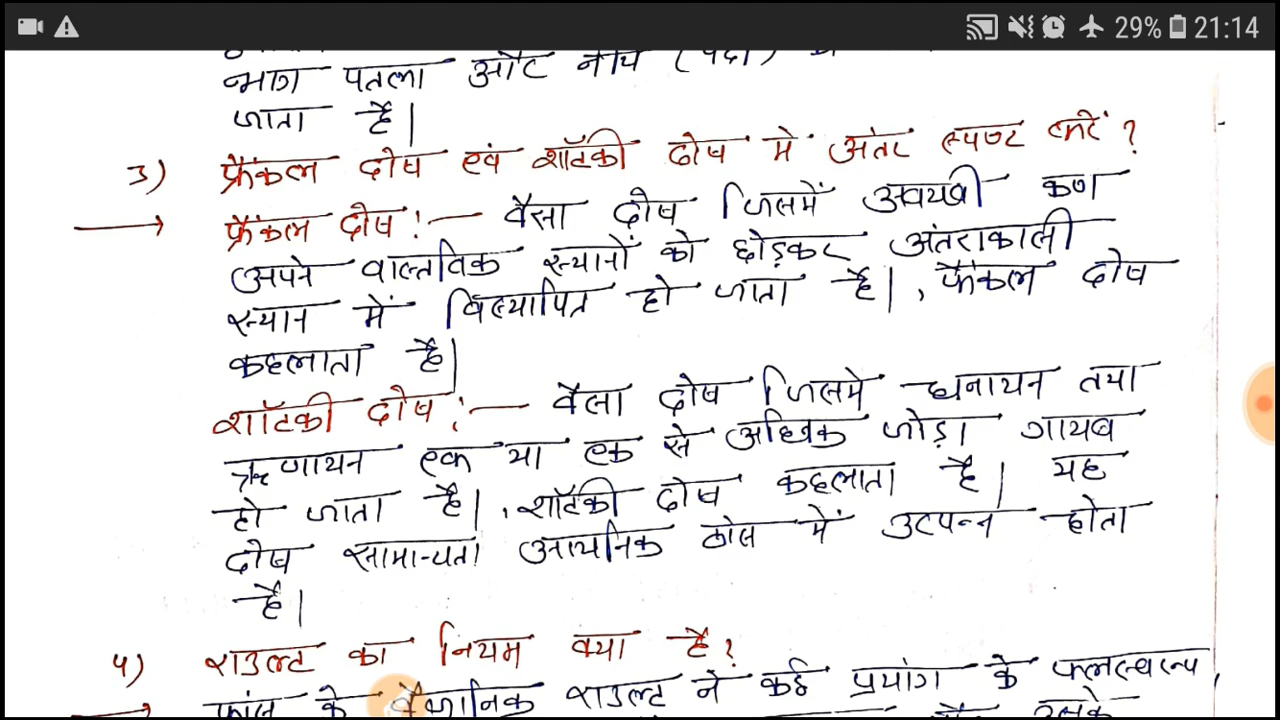 29% 21:14
भाग पतला और नीचे
जाता है|
3) फ्रेंकल दोष एवं शॉटकी दोष में अंतर स्पष्ट करें?
→ फ्रेंकल दोष:— वैसा दोष जिसमें अवयवी कण
अपने वास्तविक स्थानों को छोड़कर अंतराकाली
स्थान में विस्थापित हो जाता है|, फ्रेंकल दोष
कहलाता है|
शॉटकी दोष:— वैसा दोष जिसमे धनायन तथा
ऋणायन एक या एक से अधिक जोड़ा गायब
हो जाता है|, शॉटकी दोष कहलाता है| यह
दोष सामान्यता आयनिक ठोस में उत्पन्न होता
है|
4) राउल्ट का नियम क्या है?
→ फ्रांस के वैज्ञानिक राउल्ट ने कई प्रयोग के फलस्वरूप,